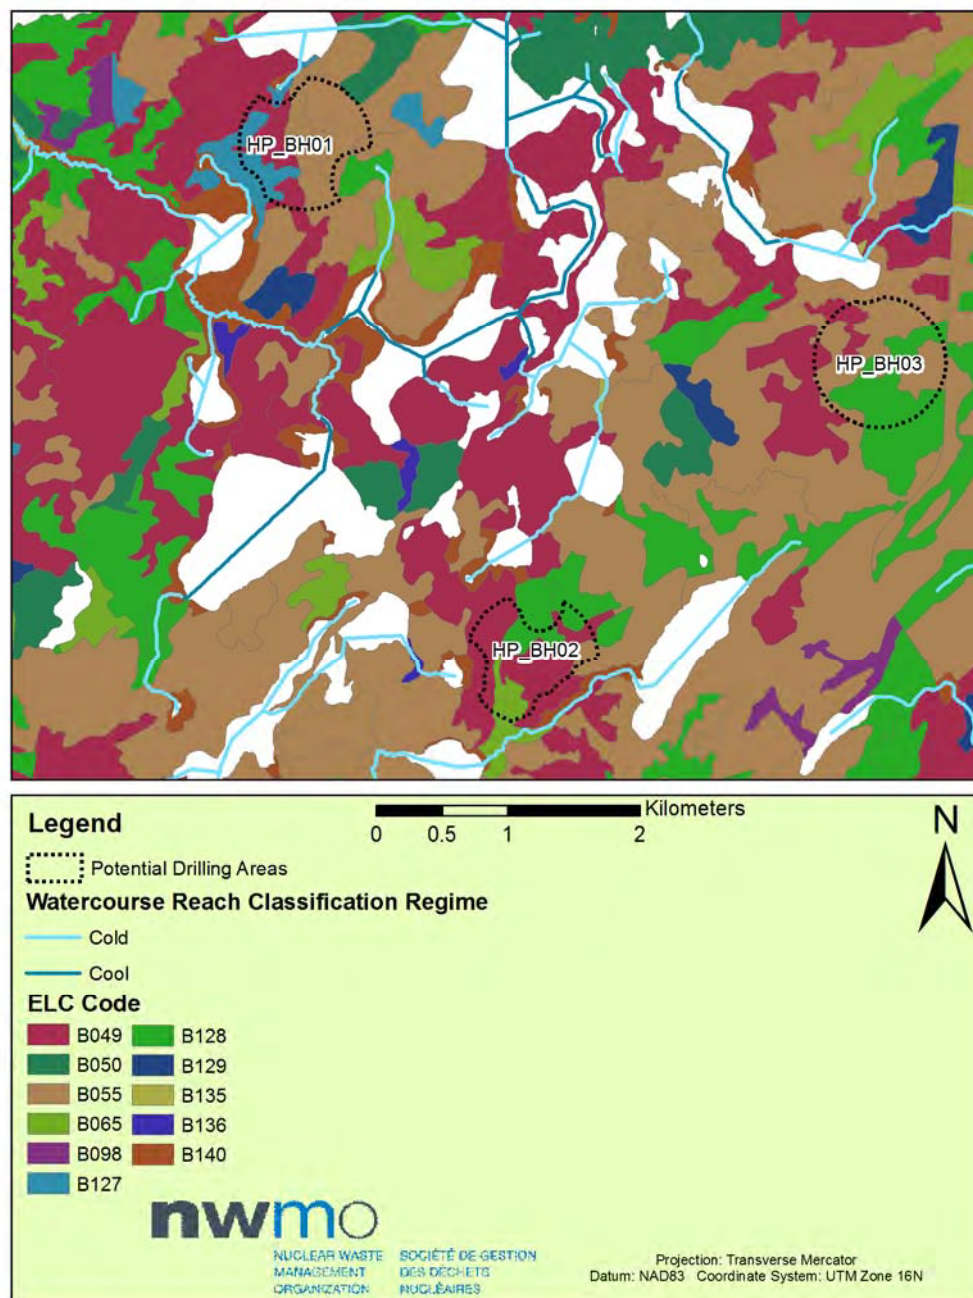 HP_BH01
HP_BH03
HP_BH02
Legend
Kilometers
0 0.5 1 2
N
Potential Drilling Areas
Watercourse Reach Classification Regime
Cold
Cool
ELC Code
B049 B128
B050 B129
B055 B135
B065 B136
B098 B140
B127
nwmo
NUCLEAR WASTE SOCIÉTÉ DE GESTION
MANAGEMENT DES DÉCHETS
ORGANIZATION NUCLÉAIRES
Projection: Transverse Mercator
Datum: NAD83 Coordinate System: UTM Zone 16N